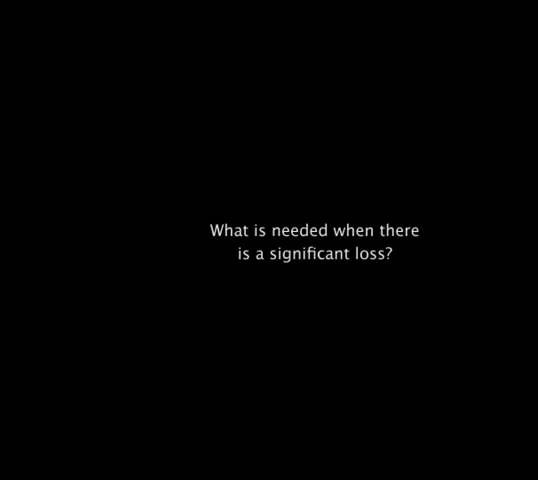 What is needed when there
is a significant loss?